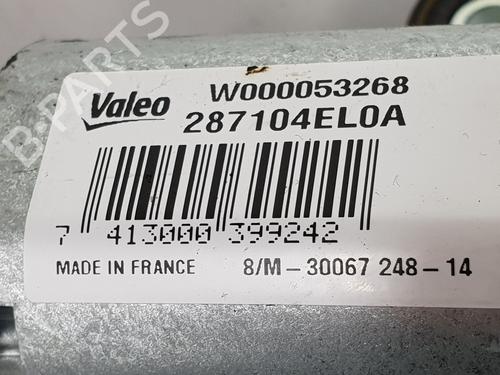 Valeo
W000053268
287104EL0A
7 413000 399242
MADE IN FRANCE 8/M-30067 248-14
B-PARTS